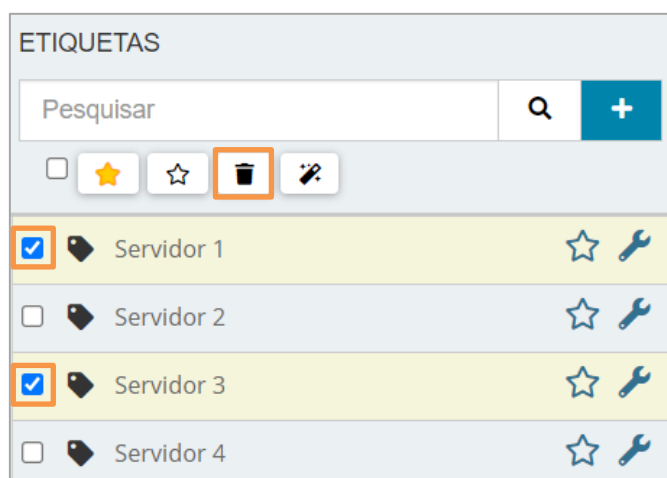 ETIQUETAS
Pesquisar
Servidor 1
Servidor 2
Servidor 3
Servidor 4